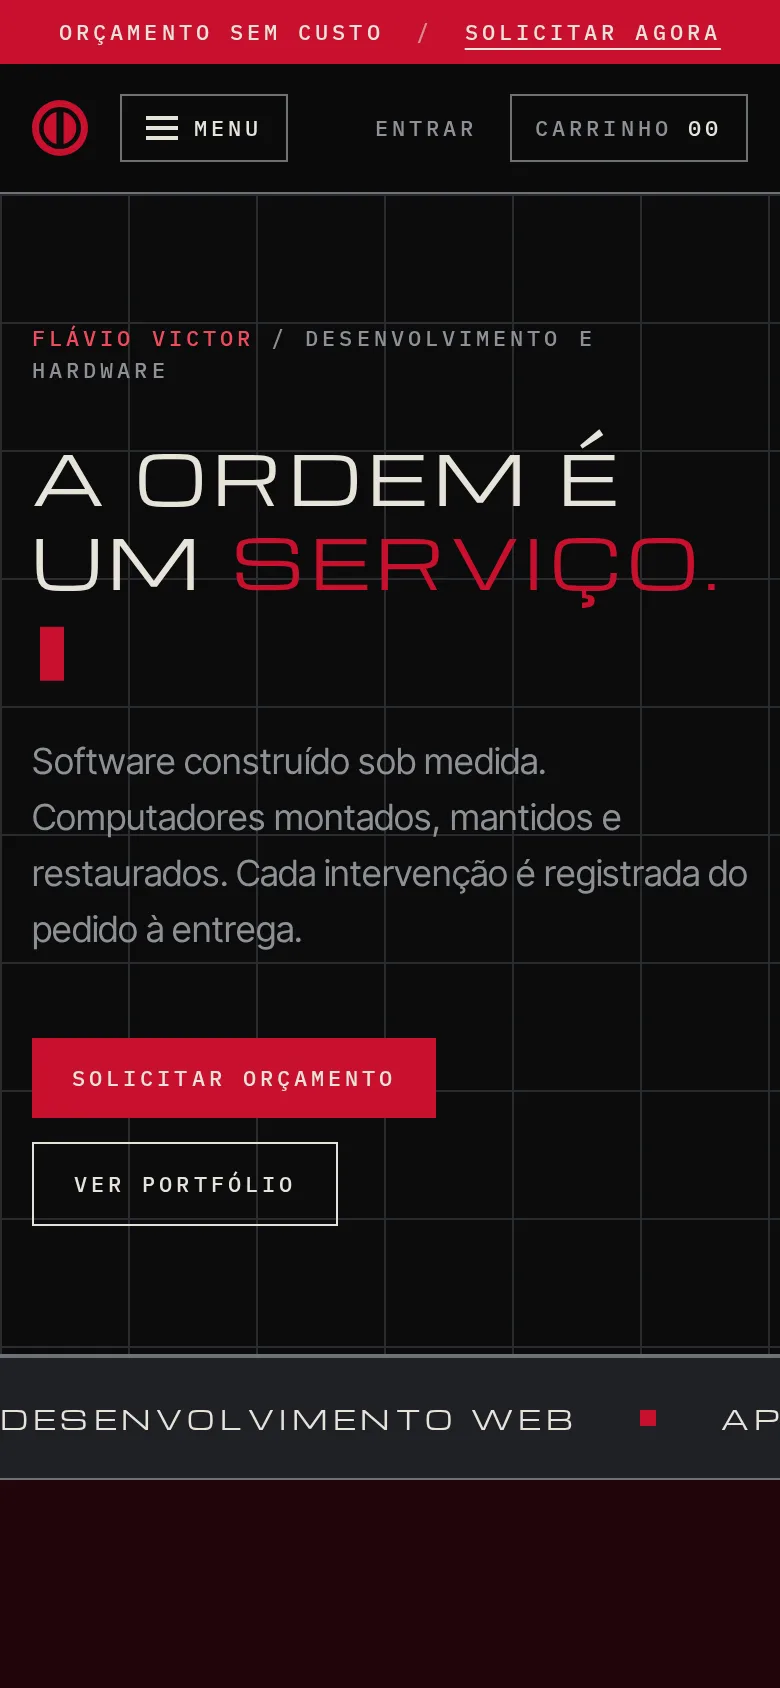 ORÇAMENTO SEM CUSTO / SOLICITAR AGORA
MENU
ENTRAR
CARRINHO 00
FLÁVIO VICTOR / DESENVOLVIMENTO E
HARDWARE
A ORDEM É
UM SERVIÇO.
Software construído sob medida.
Computadores montados, mantidos e
restaurados. Cada intervenção é registrada do
pedido à entrega.
SOLICITAR ORÇAMENTO
VER PORTFÓLIO
DESENVOLVIMENTO WEB
AP